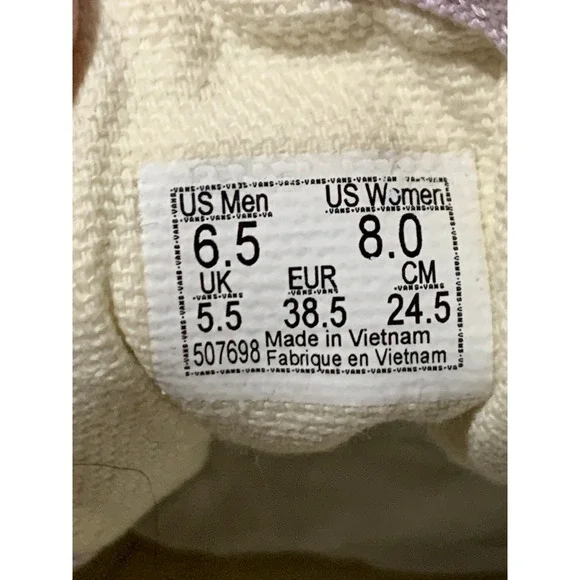 US Men US Women
6.5 8.0
UK EUR CM
5.5 38.5 24.5
507698 Made in Vietnam
Fabrique en Vietnam